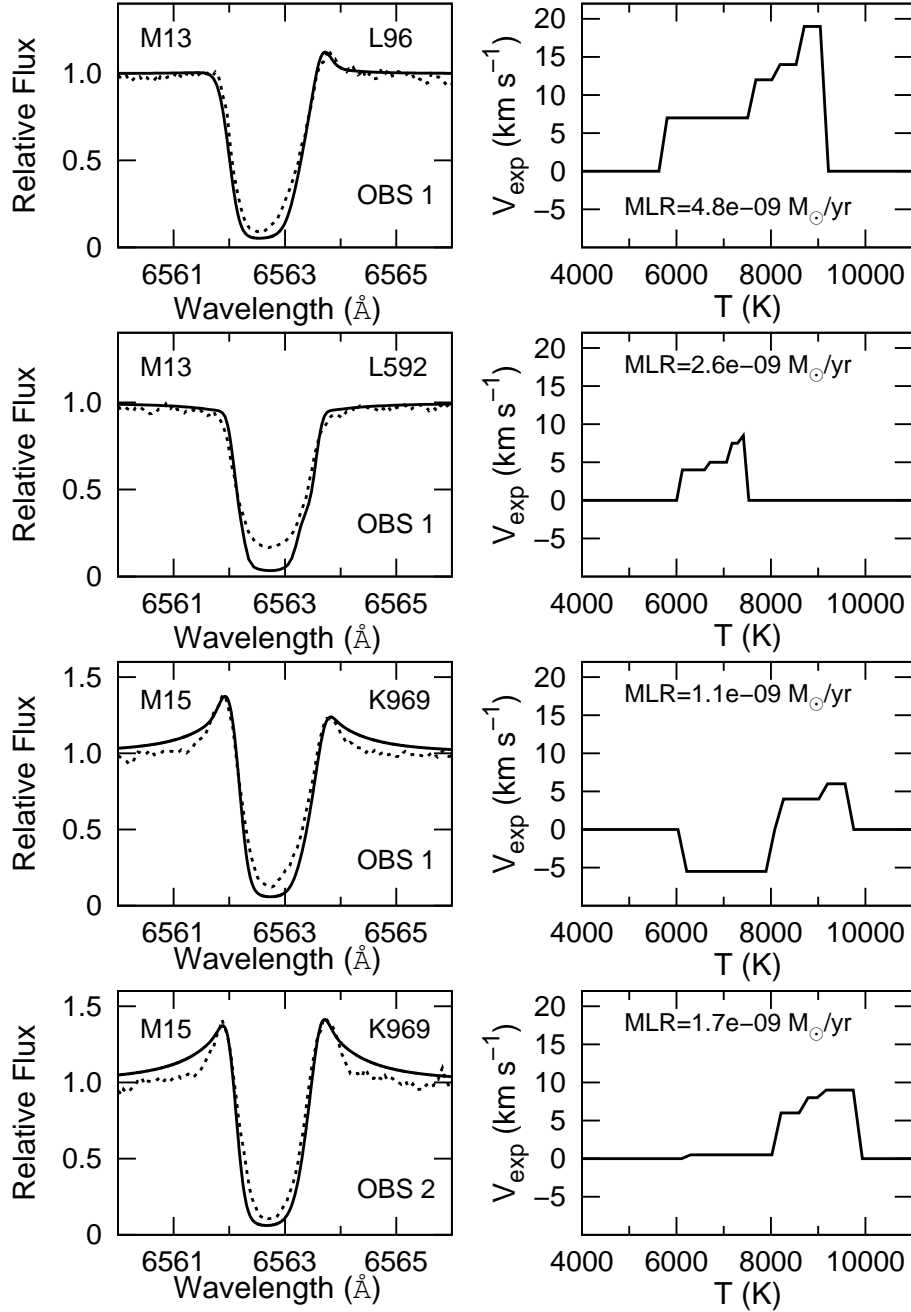 M13 L96
OBS 1
Relative Flux
1.0
0.5
0
6561 6563 6565
Wavelength (Å)
20
15
10
5
0
−5
V_exp (km s⁻¹)
MLR=4.8e−09 M☉/yr
4000 6000 8000 10000
T (K)
M13 L592
OBS 1
Relative Flux
1.0
0.5
0
6561 6563 6565
Wavelength (Å)
20
15
10
5
0
−5
V_exp (km s⁻¹)
MLR=2.6e−09 M☉/yr
4000 6000 8000 10000
T (K)
M15 K969
OBS 1
Relative Flux
1.5
1.0
0.5
0
6561 6563 6565
Wavelength (Å)
20
15
10
5
0
−5
V_exp (km s⁻¹)
MLR=1.1e−09 M☉/yr
4000 6000 8000 10000
T (K)
M15 K969
OBS 2
Relative Flux
1.5
1.0
0.5
0
6561 6563 6565
Wavelength (Å)
20
15
10
5
0
−5
V_exp (km s⁻¹)
MLR=1.7e−09 M☉/yr
4000 6000 8000 10000
T (K)